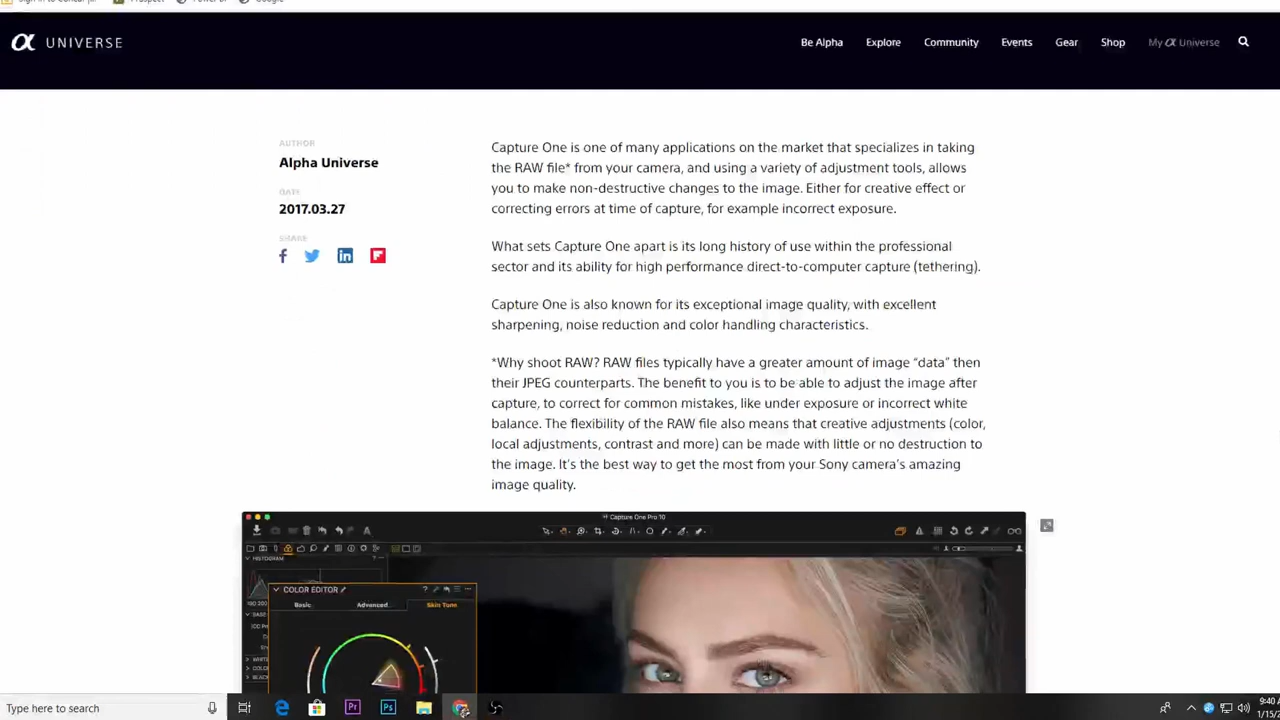 UNIVERSE
Be Alpha Explore Community Events Gear Shop My α Universe
AUTHOR
Alpha Universe
DATE
2017.03.27
SHARE
Capture One is one of many applications on the market that specializes in taking
the RAW file* from your camera, and using a variety of adjustment tools, allows
you to make non-destructive changes to the image. Either for creative effect or
correcting errors at time of capture, for example incorrect exposure.
What sets Capture One apart is its long history of use within the professional
sector and its ability for high performance direct-to-computer capture (tethering).
Capture One is also known for its exceptional image quality, with excellent
sharpening, noise reduction and color handling characteristics.
*Why shoot RAW? RAW files typically have a greater amount of image “data” then
their JPEG counterparts. The benefit to you is to be able to adjust the image after
capture, to correct for common mistakes, like under exposure or incorrect white
balance. The flexibility of the RAW file also means that creative adjustments (color,
local adjustments, contrast and more) can be made with little or no destruction to
the image. It’s the best way to get the most from your Sony camera’s amazing
image quality.
Capture One Pro 10
HISTOGRAM
COLOR EDITOR
Basic Advanced Skin Tone
Type here to search
9:40
1/15/2